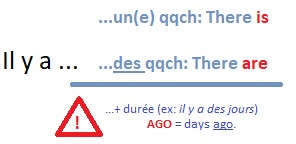 ...un(e) qqch: There is
Il y a ...
...des qqch: There are
!
...+ durée (ex: il y a des jours)
AGO = days ago.